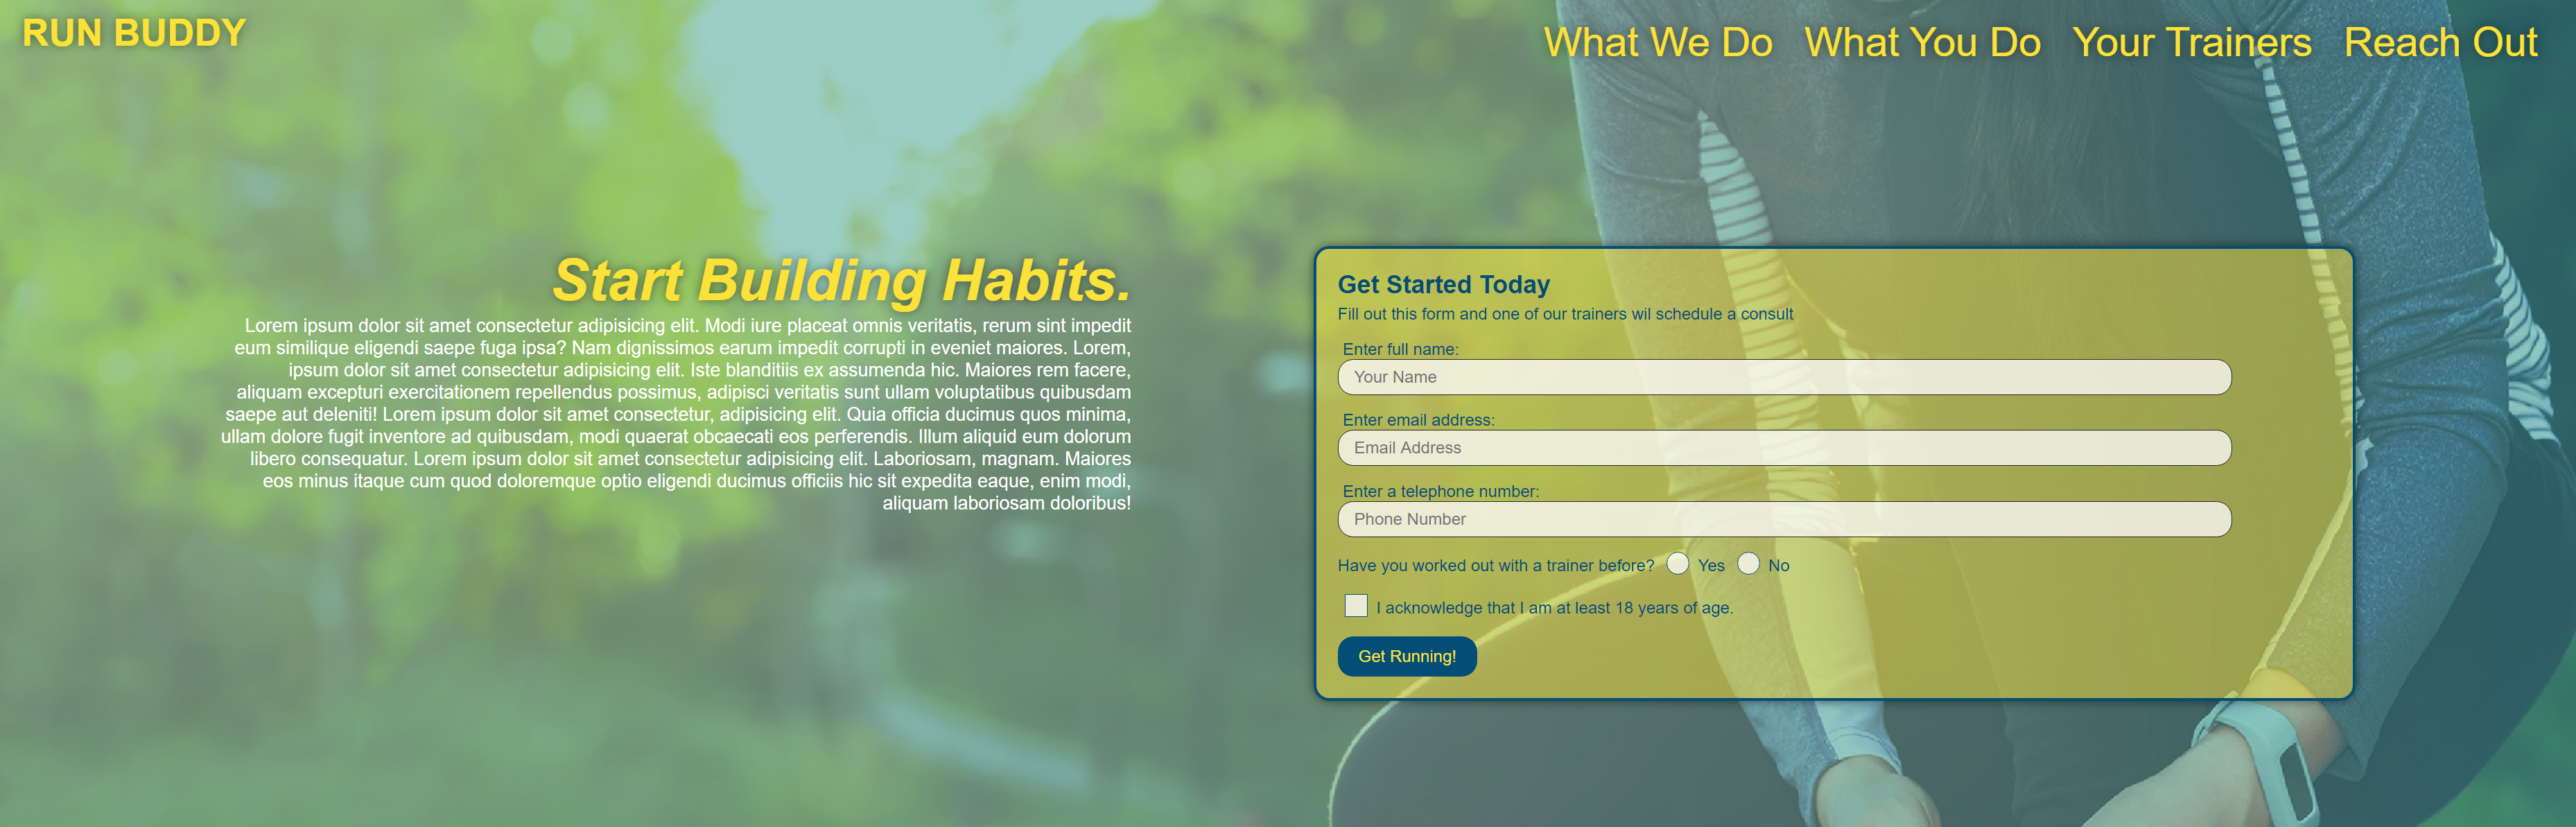 RUN BUDDY
What We Do What You Do Your Trainers Reach Out
Start Building Habits.
Lorem ipsum dolor sit amet consectetur adipisicing elit. Modi iure placeat omnis veritatis, rerum sint impedit
eum similique eligendi saepe fuga ipsa? Nam dignissimos earum impedit corrupti in eveniet maiores. Lorem,
ipsum dolor sit amet consectetur adipisicing elit. Iste blanditiis ex assumenda hic. Maiores rem facere,
aliquam excepturi exercitationem repellendus possimus, adipisci veritatis sunt ullam voluptatibus quibusdam
saepe aut deleniti! Lorem ipsum dolor sit amet consectetur, adipisicing elit. Quia officia ducimus quos minima,
ullam dolore fugit inventore ad quibusdam, modi quaerat obcaecati eos perferendis. Illum aliquid eum dolorum
libero consequatur. Lorem ipsum dolor sit amet consectetur adipisicing elit. Laboriosam, magnam. Maiores
eos minus itaque cum quod doloremque optio eligendi ducimus officiis hic sit expedita eaque, enim modi,
aliquam laboriosam doloribus!
Get Started Today
Fill out this form and one of our trainers wil schedule a consult
Enter full name:
Your Name
Enter email address:
Email Address
Enter a telephone number:
Phone Number
Have you worked out with a trainer before? Yes No
I acknowledge that I am at least 18 years of age.
Get Running!